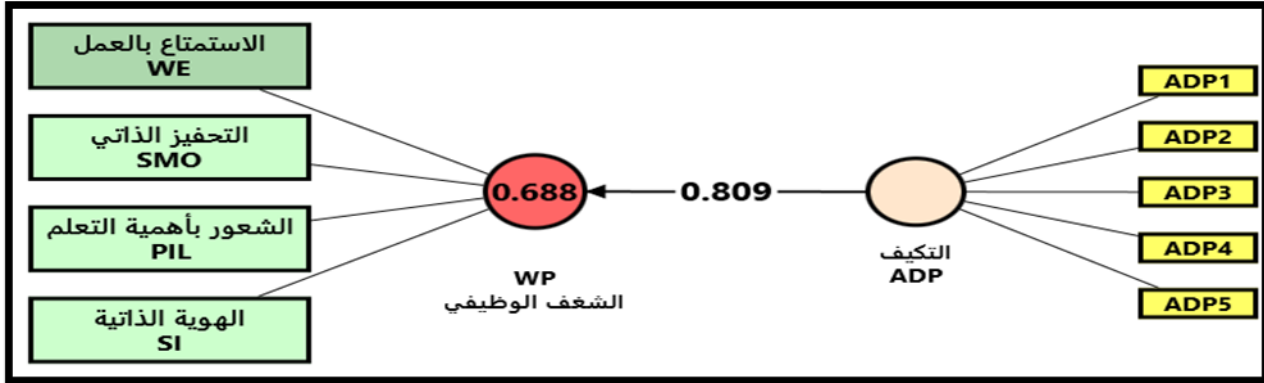 الاستمتاع بالعمل
WE
التحفيز الذاتي
SMO
الشعور بأهمية التعلم
PIL
الهوية الذاتية
SI
0.688
WP
الشغف الوظيفي
0.809
التكيف
ADP
ADP1
ADP2
ADP3
ADP4
ADP5